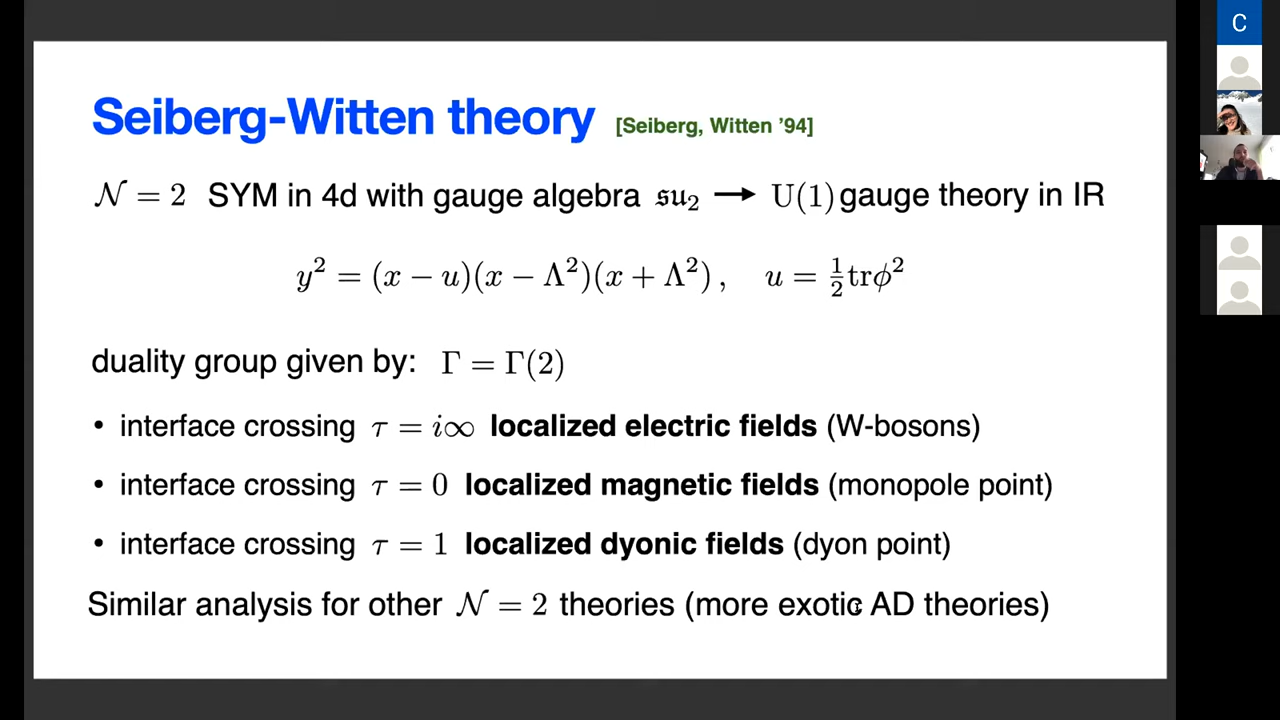 Seiberg-Witten theory [Seiberg, Witten '94]
𝒩 = 2 SYM in 4d with gauge algebra 𝔰𝔲₂ → U(1) gauge theory in IR
y² = (x − u)(x − Λ²)(x + Λ²) , u = ½trϕ²
duality group given by: Γ = Γ(2)
• interface crossing τ = i∞ localized electric fields (W-bosons)
• interface crossing τ = 0 localized magnetic fields (monopole point)
• interface crossing τ = 1 localized dyonic fields (dyon point)
Similar analysis for other 𝒩 = 2 theories (more exotic AD theories)
C